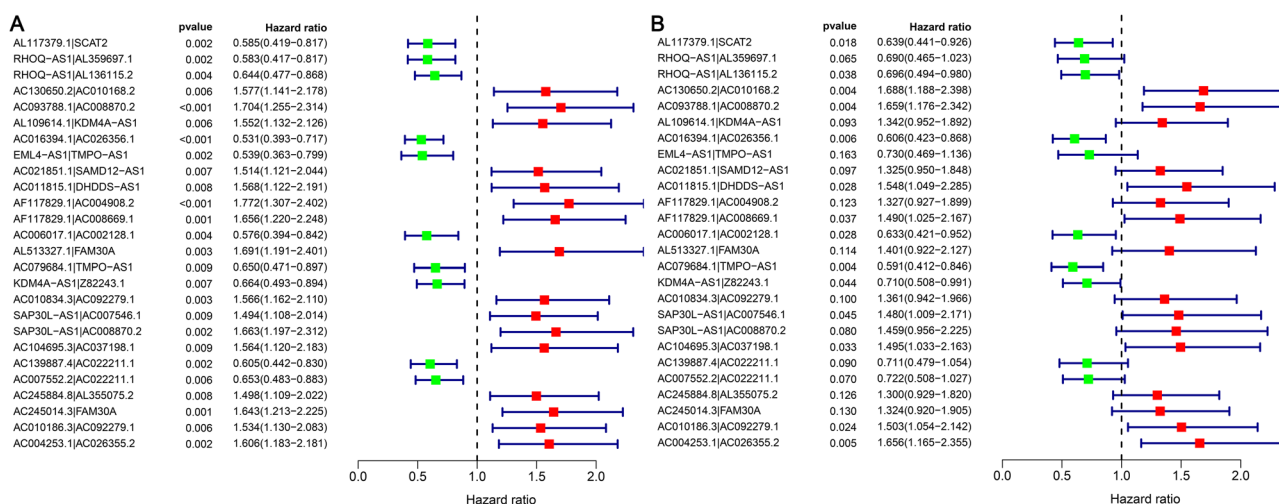 A
pvalue Hazard ratio
AL117379.1|SCAT2 0.002 0.585(0.419−0.817)
RHOQ−AS1|AL359697.1 0.002 0.583(0.417−0.817)
RHOQ−AS1|AL136115.2 0.004 0.644(0.477−0.868)
AC130650.2|AC010168.2 0.006 1.577(1.141−2.178)
AC093788.1|AC008870.2 <0.001 1.704(1.255−2.314)
AL109614.1|KDM4A−AS1 0.006 1.552(1.132−2.126)
AC016394.1|AC026356.1 <0.001 0.531(0.393−0.717)
EML4−AS1|TMPO−AS1 0.002 0.539(0.363−0.799)
AC021851.1|SAMD12−AS1 0.007 1.514(1.121−2.044)
AC011815.1|DHDDS−AS1 0.008 1.568(1.122−2.191)
AF117829.1|AC004908.2 <0.001 1.772(1.307−2.402)
AF117829.1|AC008669.1 0.001 1.656(1.220−2.248)
AC006017.1|AC002128.1 0.004 0.576(0.394−0.842)
AL513327.1|FAM30A 0.003 1.691(1.191−2.401)
AC079684.1|TMPO−AS1 0.009 0.650(0.471−0.897)
KDM4A−AS1|Z82243.1 0.007 0.664(0.493−0.894)
AC010834.3|AC092279.1 0.003 1.566(1.162−2.110)
SAP30L−AS1|AC007546.1 0.009 1.494(1.108−2.014)
SAP30L−AS1|AC008870.2 0.002 1.663(1.197−2.312)
AC104695.3|AC037198.1 0.009 1.564(1.120−2.183)
AC139887.4|AC022211.1 0.002 0.605(0.442−0.830)
AC007552.2|AC022211.1 0.006 0.653(0.483−0.883)
AC245884.8|AL355075.2 0.008 1.498(1.109−2.022)
AC245014.3|FAM30A 0.001 1.643(1.213−2.225)
AC010186.3|AC092279.1 0.006 1.534(1.130−2.083)
AC004253.1|AC026355.2 0.002 1.606(1.183−2.181)
0.0 0.5 1.0 1.5 2.0
Hazard ratio
B
pvalue Hazard ratio
AL117379.1|SCAT2 0.018 0.639(0.441−0.926)
RHOQ−AS1|AL359697.1 0.065 0.690(0.465−1.023)
RHOQ−AS1|AL136115.2 0.038 0.696(0.494−0.980)
AC130650.2|AC010168.2 0.004 1.688(1.188−2.398)
AC093788.1|AC008870.2 0.004 1.659(1.176−2.342)
AL109614.1|KDM4A−AS1 0.093 1.342(0.952−1.892)
AC016394.1|AC026356.1 0.006 0.606(0.423−0.868)
EML4−AS1|TMPO−AS1 0.163 0.730(0.469−1.136)
AC021851.1|SAMD12−AS1 0.097 1.325(0.950−1.848)
AC011815.1|DHDDS−AS1 0.028 1.548(1.049−2.285)
AF117829.1|AC004908.2 0.123 1.327(0.927−1.899)
AF117829.1|AC008669.1 0.037 1.490(1.025−2.167)
AC006017.1|AC002128.1 0.028 0.633(0.421−0.952)
AL513327.1|FAM30A 0.114 1.401(0.922−2.127)
AC079684.1|TMPO−AS1 0.004 0.591(0.412−0.846)
KDM4A−AS1|Z82243.1 0.044 0.710(0.508−0.991)
AC010834.3|AC092279.1 0.100 1.361(0.942−1.966)
SAP30L−AS1|AC007546.1 0.045 1.480(1.009−2.171)
SAP30L−AS1|AC008870.2 0.080 1.459(0.956−2.225)
AC104695.3|AC037198.1 0.033 1.495(1.033−2.163)
AC139887.4|AC022211.1 0.090 0.711(0.479−1.054)
AC007552.2|AC022211.1 0.070 0.722(0.508−1.027)
AC245884.8|AL355075.2 0.126 1.300(0.929−1.820)
AC245014.3|FAM30A 0.130 1.324(0.920−1.905)
AC010186.3|AC092279.1 0.024 1.503(1.054−2.142)
AC004253.1|AC026355.2 0.005 1.656(1.165−2.355)
0.0 0.5 1.0 1.5 2.0
Hazard ratio